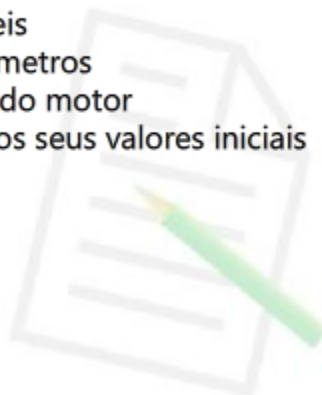 eis
metros
do motor
os seus valores iniciais